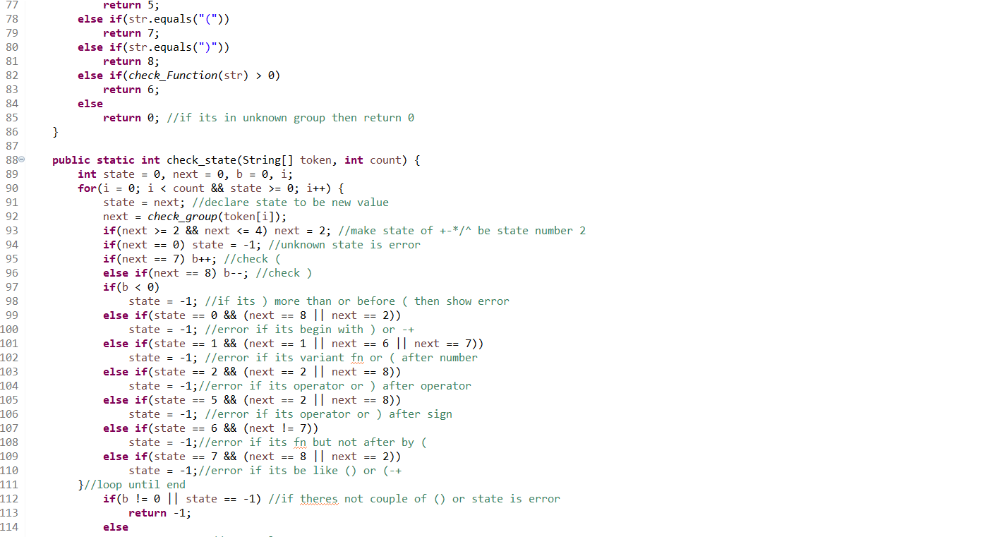 77 return 5;
78 else if(str.equals("("))
79 return 7;
80 else if(str.equals(")"))
81 return 8;
82 else if(check_Function(str) > 0)
83 return 6;
84 else
85 return 0; //if its in unknown group then return 0
86 }
87
88 public static int check_state(String[] token, int count) {
89 int state = 0, next = 0, b = 0, i;
90 for(i = 0; i < count && state >= 0; i++) {
91 state = next; //declare state to be new value
92 next = check_group(token[i]);
93 if(next >= 2 && next <= 4) next = 2; //make state of +-*/^ be state number 2
94 if(next == 0) state = -1; //unknown state is error
95 if(next == 7) b++; //check (
96 else if(next == 8) b--; //check )
97 if(b < 0)
98 state = -1; //if its ) more than or before ( then show error
99 else if(state == 0 && (next == 8 || next == 2))
100 state = -1; //error if its begin with ) or -+
101 else if(state == 1 && (next == 1 || next == 6 || next == 7))
102 state = -1; //error if its variant fn or ( after number
103 else if(state == 2 && (next == 2 || next == 8))
104 state = -1;//error if its operator or ) after operator
105 else if(state == 5 && (next == 2 || next == 8))
106 state = -1; //error if its operator or ) after sign
107 else if(state == 6 && (next != 7))
108 state = -1;//error if its fn but not after by (
109 else if(state == 7 && (next == 8 || next == 2))
110 state = -1;//error if its be like () or (-+
111 }//loop until end
112 if(b != 0 || state == -1) //if theres not couple of () or state is error
113 return -1;
114 else